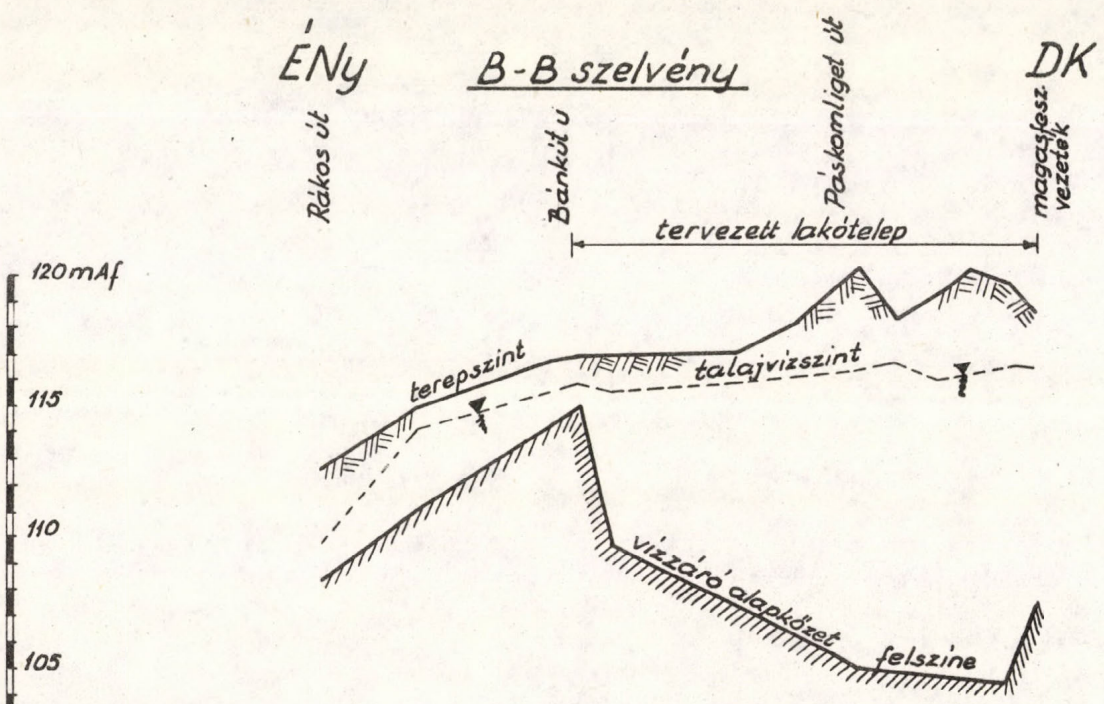 ÉNy
B-B szelvény
DK
Rákos út
Bánkút u
Páskomliget út
magasfesz.
vezeték
tervezett lakótelep
120 mAf
terepszint
talajvizszint
115
110
vízzáró alapkőzet
felszíne
105